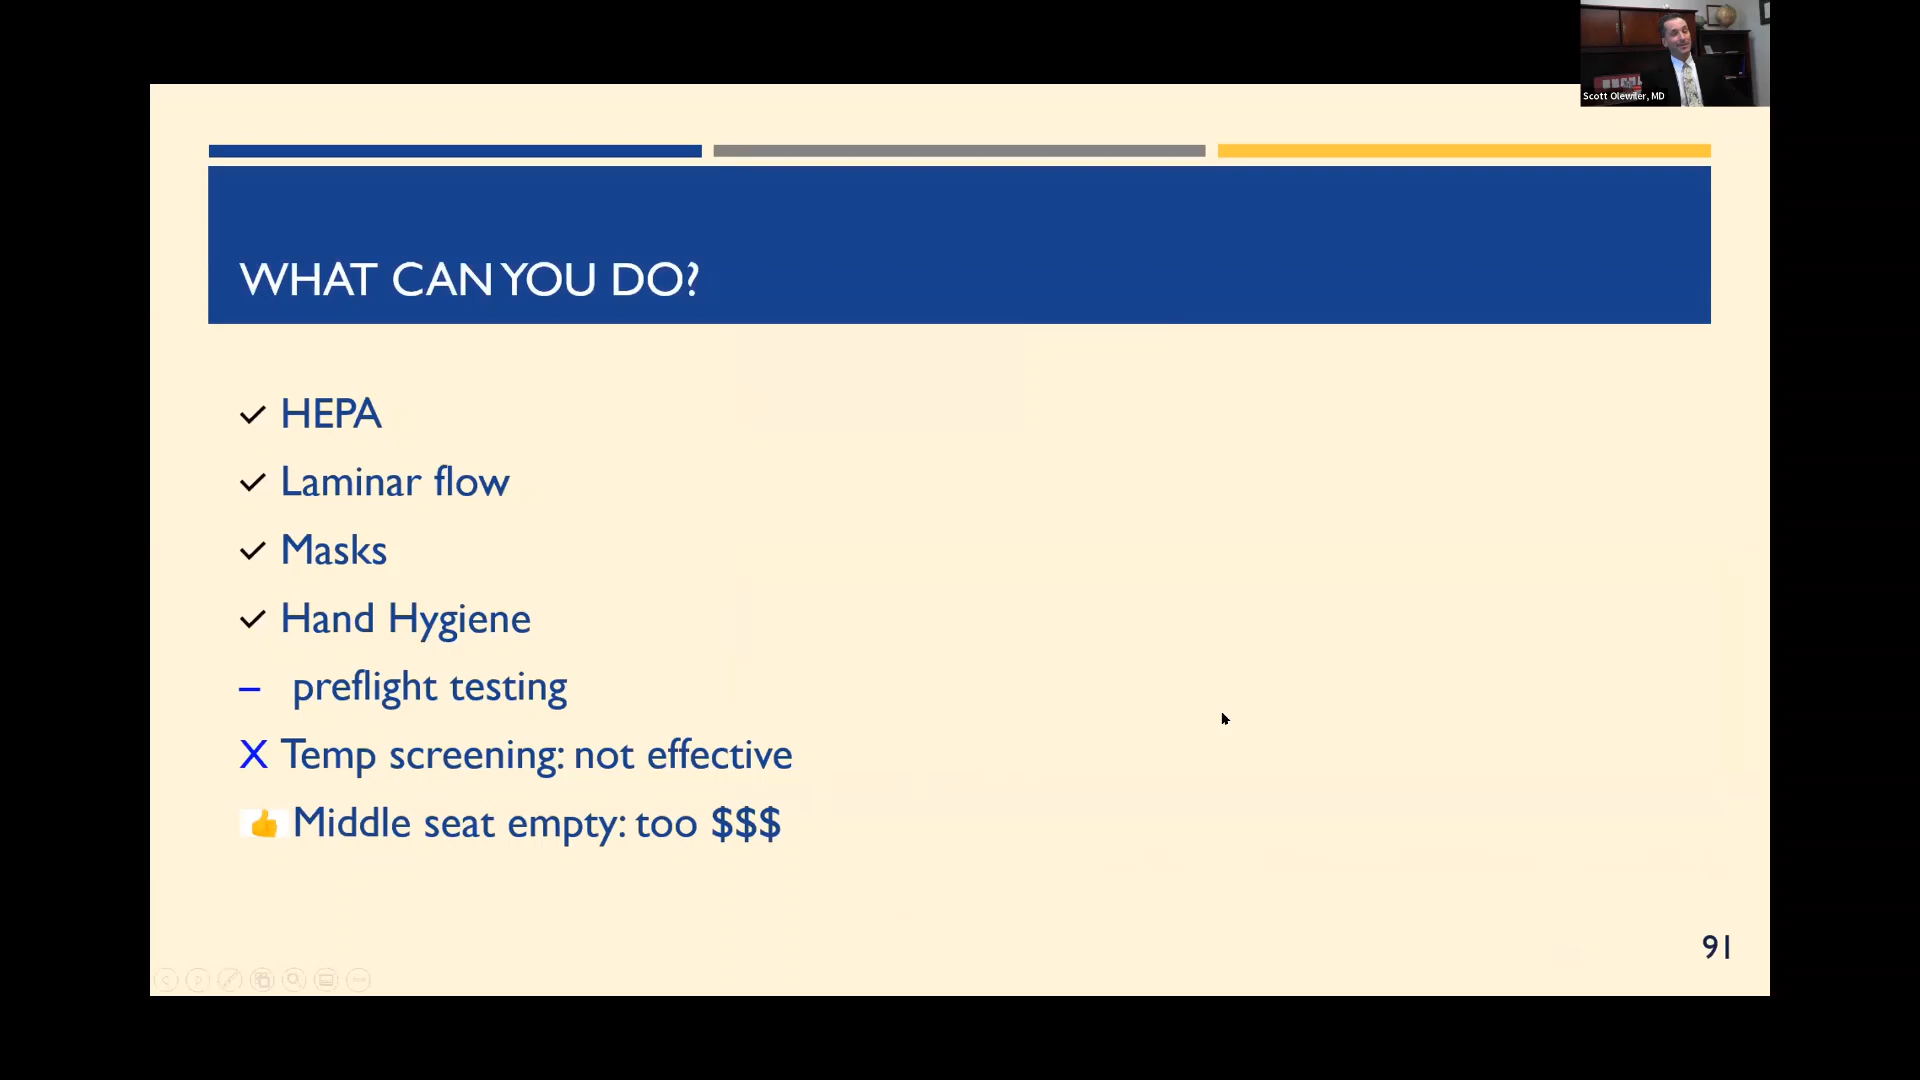 Scott Olewiler, MD
WHAT CAN YOU DO?
✓ HEPA
✓ Laminar flow
✓ Masks
✓ Hand Hygiene
– preflight testing
X Temp screening: not effective
👍 Middle seat empty: too $$$
91